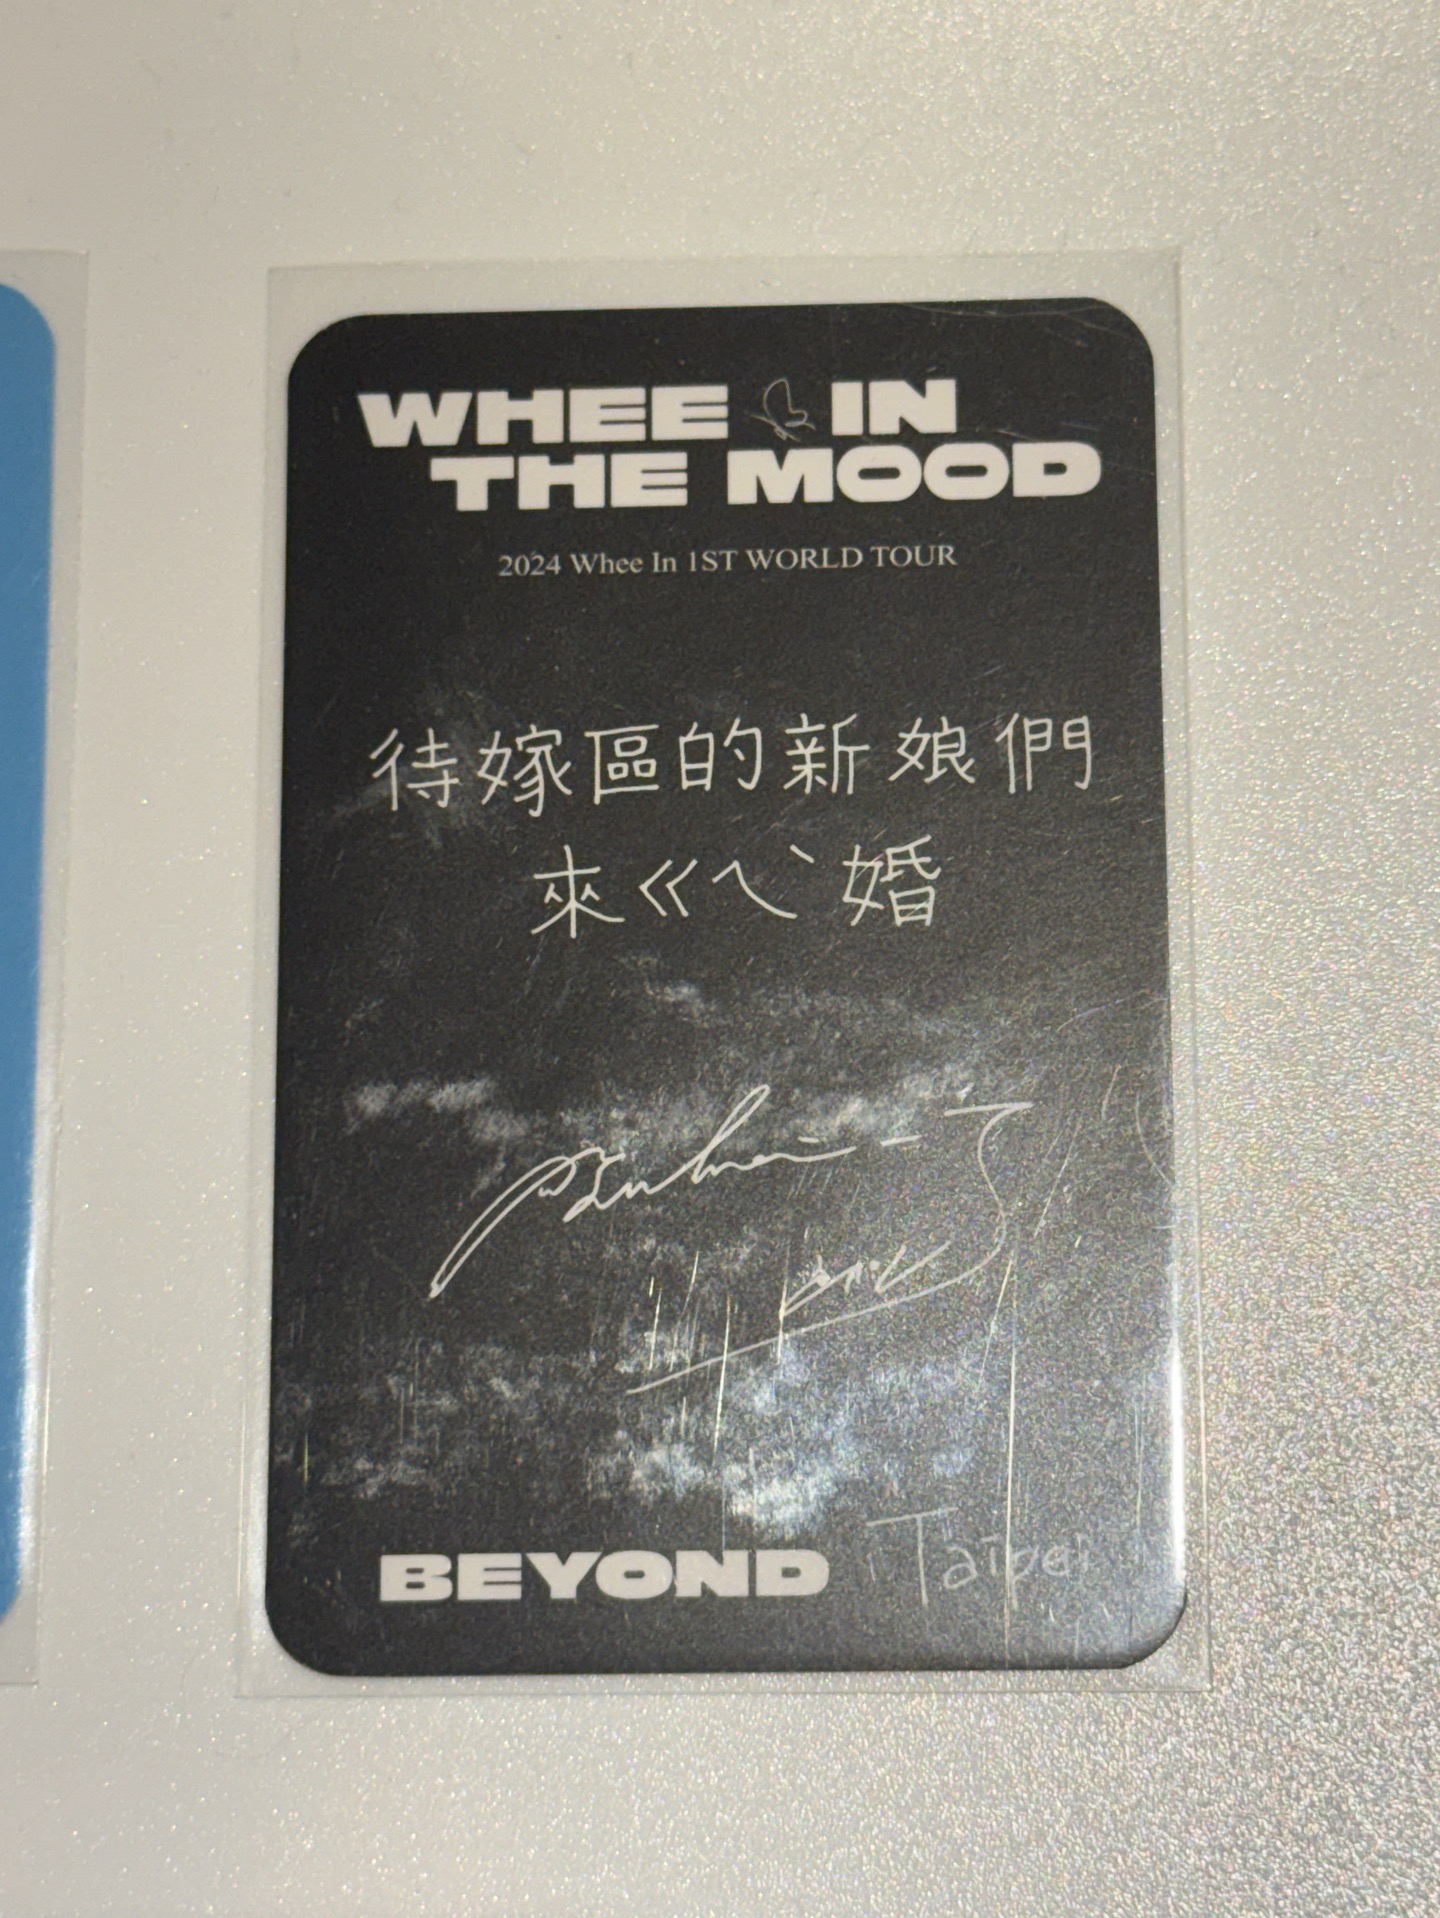 WHEE IN
THE MOOD
2024 Whee In 1ST WORLD TOUR
待嫁區的新娘們
來ㄍㄟˋ婚
BEYOND Taipei